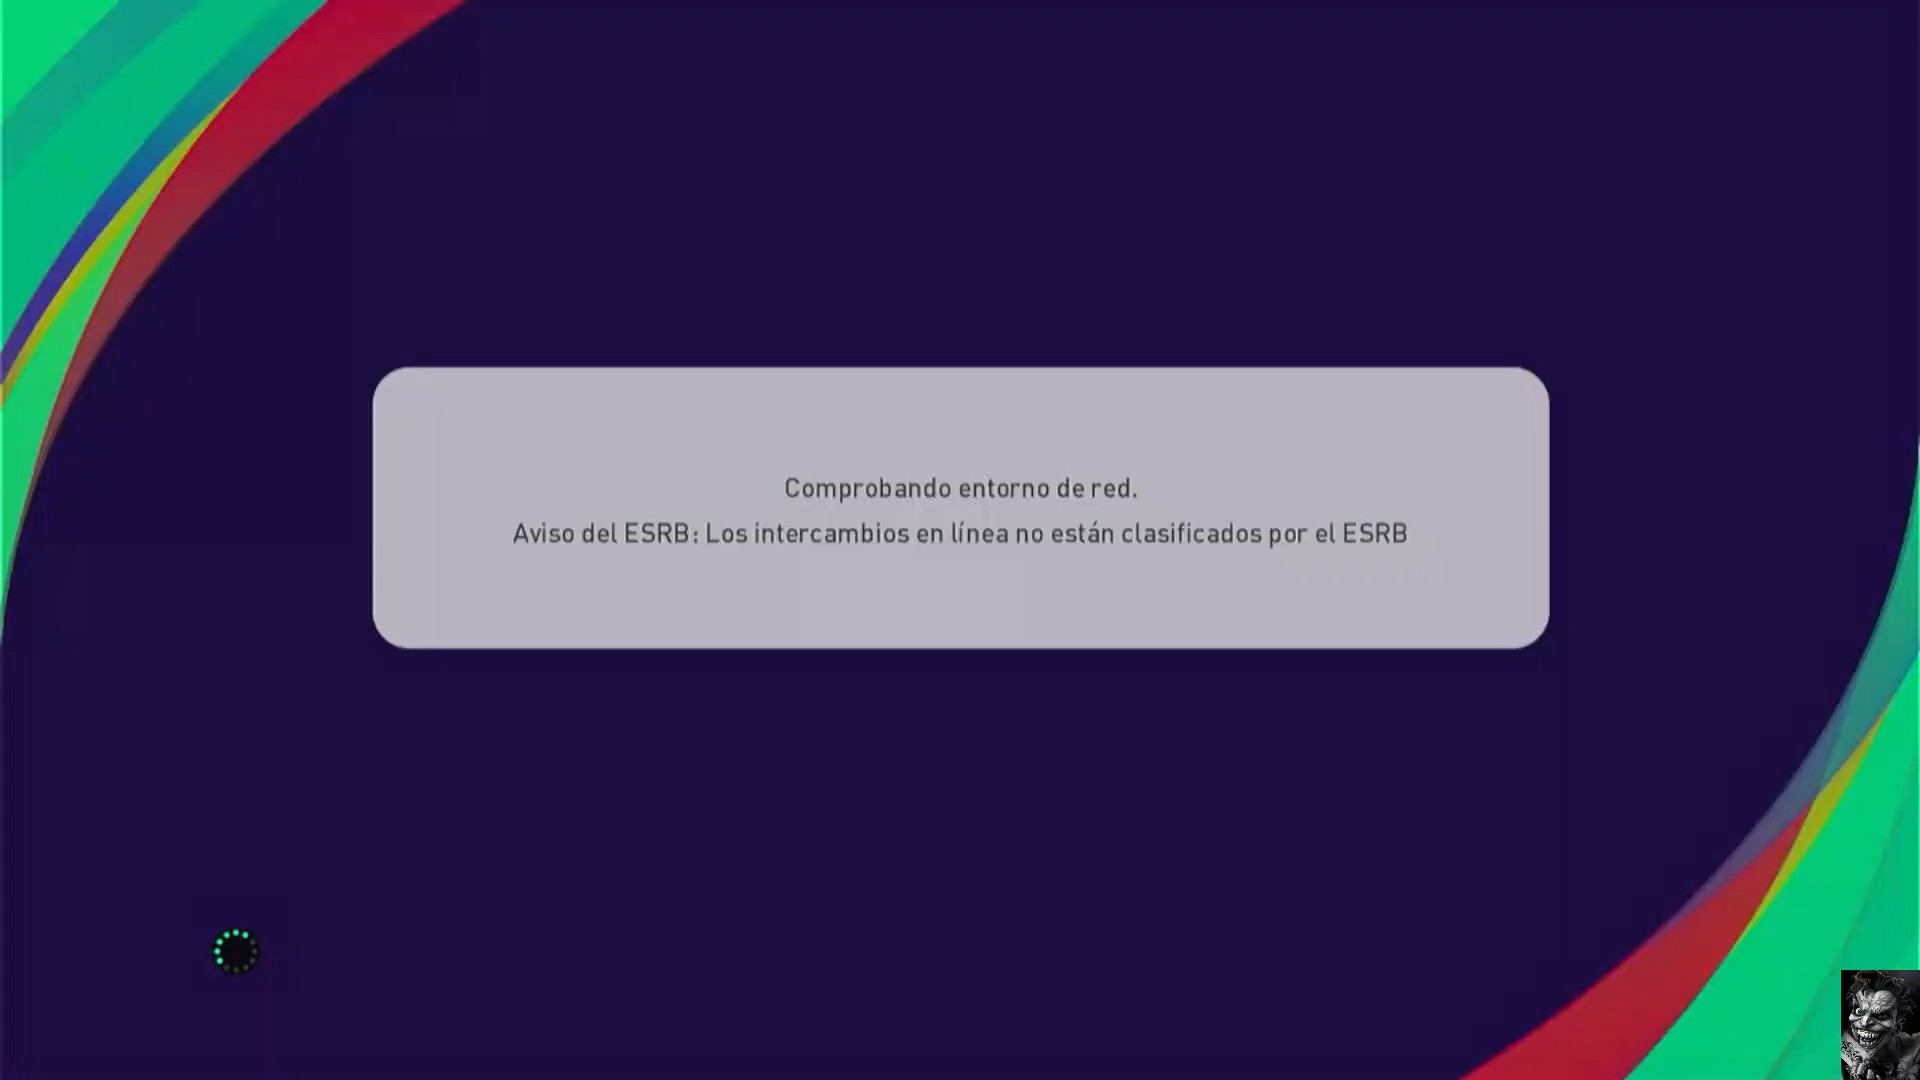 Comprobando entorno de red.
Aviso del ESRB: Los intercambios en línea no están clasificados por el ESRB